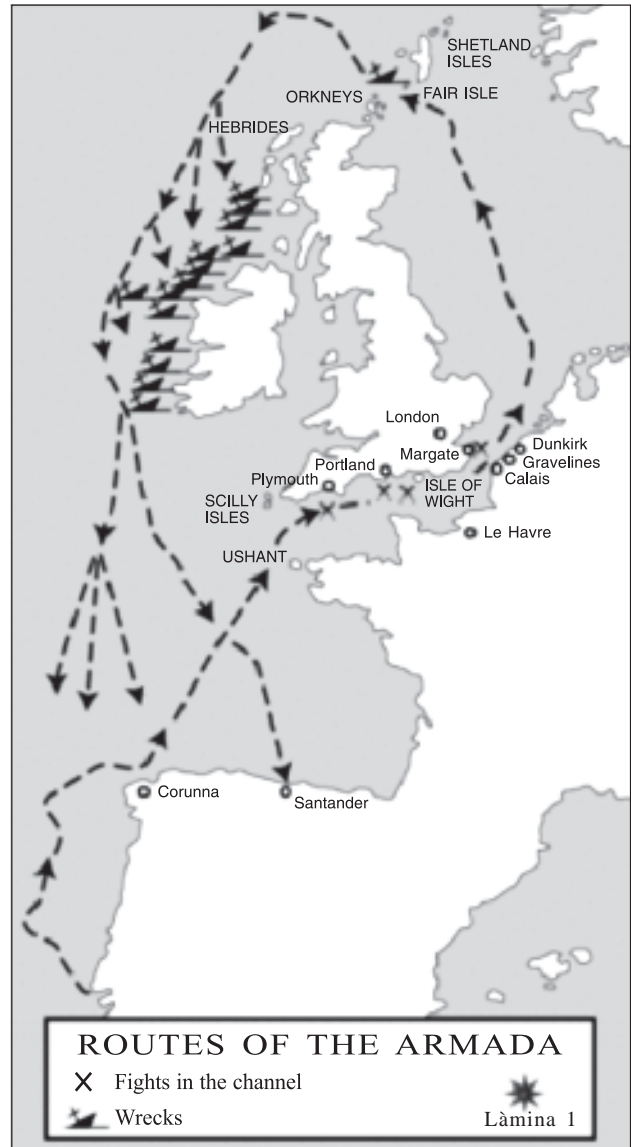 SHETLAND
ISLES
ORKNEYS
FAIR ISLE
HEBRIDES
London
Margate
Dunkirk
Gravelines
Calais
Portland
Plymouth
ISLE OF
WIGHT
SCILLY
ISLES
Le Havre
USHANT
Corunna
Santander
ROUTES OF THE ARMADA
Fights in the channel
Wrecks
Làmina 1